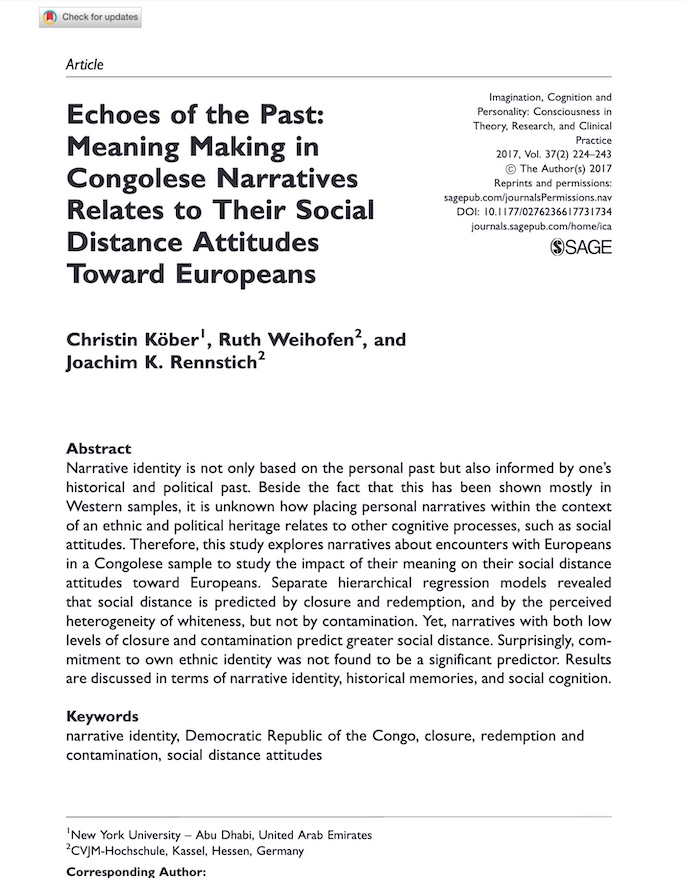 Check for updates
Article
Echoes of the Past:
Meaning Making in
Congolese Narratives
Relates to Their Social
Distance Attitudes
Toward Europeans
Imagination, Cognition and
Personality: Consciousness in
Theory, Research, and Clinical
Practice
2017, Vol. 37(2) 224–243
© The Author(s) 2017
Reprints and permissions:
sagepub.com/journalsPermissions.nav
DOI: 10.1177/0276236617731734
journals.sagepub.com/home/ica
SAGE
Christin Köber1, Ruth Weihofen2, and
Joachim K. Rennstich2
Abstract
Narrative identity is not only based on the personal past but also informed by one’s
historical and political past. Beside the fact that this has been shown mostly in
Western samples, it is unknown how placing personal narratives within the context
of an ethnic and political heritage relates to other cognitive processes, such as social
attitudes. Therefore, this study explores narratives about encounters with Europeans
in a Congolese sample to study the impact of their meaning on their social distance
attitudes toward Europeans. Separate hierarchical regression models revealed
that social distance is predicted by closure and redemption, and by the perceived
heterogeneity of whiteness, but not by contamination. Yet, narratives with both low
levels of closure and contamination predict greater social distance. Surprisingly, com-
mitment to own ethnic identity was not found to be a significant predictor. Results
are discussed in terms of narrative identity, historical memories, and social cognition.
Keywords
narrative identity, Democratic Republic of the Congo, closure, redemption and
contamination, social distance attitudes
1New York University – Abu Dhabi, United Arab Emirates
2CVJM-Hochschule, Kassel, Hessen, Germany
Corresponding Author: